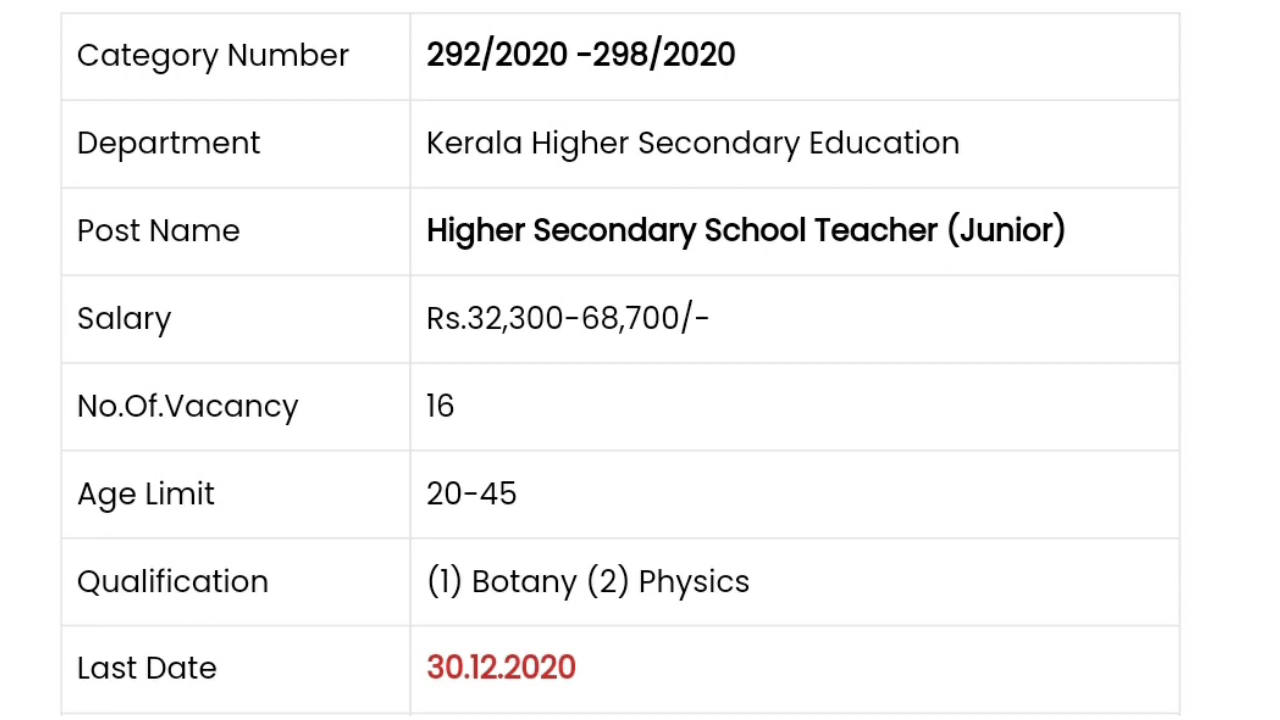 Category Number 292/2020 -298/2020
Department Kerala Higher Secondary Education
Post Name Higher Secondary School Teacher (Junior)
Salary Rs.32,300-68,700/-
No.Of.Vacancy 16
Age Limit 20-45
Qualification (1) Botany (2) Physics
Last Date 30.12.2020